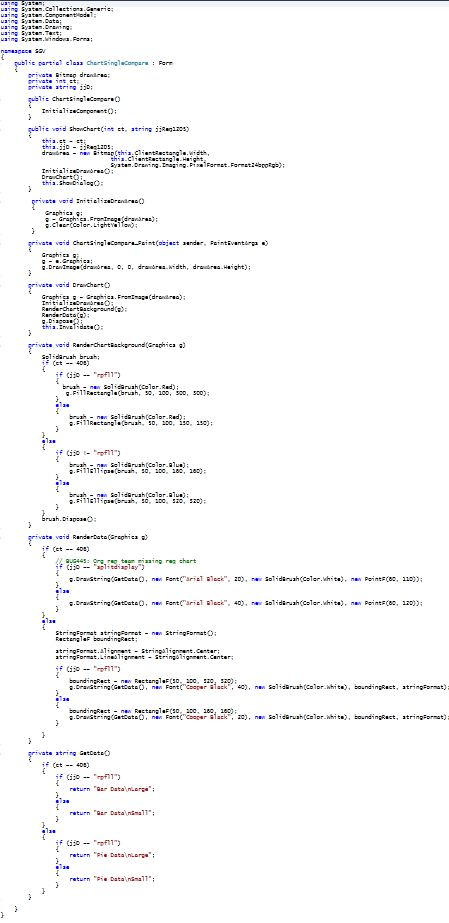 using System;
using System.Collections.Generic;
using System.ComponentModel;
using System.Data;
using System.Drawing;
using System.Text;
using System.Windows.Forms;
namespace SGV
{
public partial class ChartSingleCompare : Form
{
private Bitmap drawArea;
private int ct;
private string jjD;
public ChartSingleCompare()
{
InitializeComponent();
}
public void ShowChart(int ct, string jjReq1205)
{
this.ct = ct;
this.jjD = jjReq1205;
drawArea = new Bitmap(this.ClientRectangle.Width,
this.ClientRectangle.Height,
System.Drawing.Imaging.PixelFormat.Format24bppRgb);
InitializeDrawArea();
DrawChart();
this.ShowDialog();
}
private void InitializeDrawArea()
{
Graphics g;
g = Graphics.FromImage(drawArea);
g.Clear(Color.LightYellow);
}
private void ChartSingleCompare_Paint(object sender, PaintEventArgs e)
{
Graphics g;
g = e.Graphics;
g.DrawImage(drawArea, 0, 0, drawArea.Width, drawArea.Height);
}
private void DrawChart()
{
Graphics g = Graphics.FromImage(drawArea);
InitializeDrawArea();
RenderChartBackground(g);
RenderData(g);
g.Dispose();
this.Invalidate();
}
private void RenderChartBackground(Graphics g)
{
SolidBrush brush;
if (ct == 406)
{
if (jjD == "rpfll")
{
brush = new SolidBrush(Color.Red);
g.FillRectangle(brush, 50, 100, 300, 300);
}
else
{
brush = new SolidBrush(Color.Red);
g.FillRectangle(brush, 50, 100, 150, 150);
}
}
else
{
if (jjD != "rpfll")
{
brush = new SolidBrush(Color.Blue);
g.FillEllipse(brush, 50, 100, 160, 160);
}
else
{
brush = new SolidBrush(Color.Blue);
g.FillEllipse(brush, 50, 100, 320, 320);
}
}
brush.Dispose();
}
private void RenderData(Graphics g)
{
if (ct == 406)
{
// BUG445: Org rep team missing req chart
if (jjD == "splitdisplay")
{
g.DrawString(GetData(), new Font("Arial Black", 20), new SolidBrush(Color.White), new PointF(60, 110));
}
else
{
g.DrawString(GetData(), new Font("Arial Black", 40), new SolidBrush(Color.White), new PointF(60, 120));
}
}
else
{
StringFormat stringFormat = new StringFormat();
RectangleF boundingRect;
stringFormat.Alignment = StringAlignment.Center;
stringFormat.LineAlignment = StringAlignment.Center;
if (jjD == "rpfll")
{
boundingRect = new RectangleF(50, 100, 320, 320);
g.DrawString(GetData(), new Font("Cooper Black", 40), new SolidBrush(Color.White), boundingRect, stringFormat);
}
else
{
boundingRect = new RectangleF(50, 100, 160, 160);
g.DrawString(GetData(), new Font("Cooper Black", 20), new SolidBrush(Color.White), boundingRect, stringFormat);
}
}
}
private string GetData()
{
if (ct == 406)
{
if (jjD == "rpfll")
{
return "Bar Data\nLarge";
}
else
{
return "Bar Data\nSmall";
}
}
else
{
if (jjD == "rpfll")
{
return "Pie Data\nLarge";
}
else
{
return "Pie Data\nSmall";
}
}
}
}
}